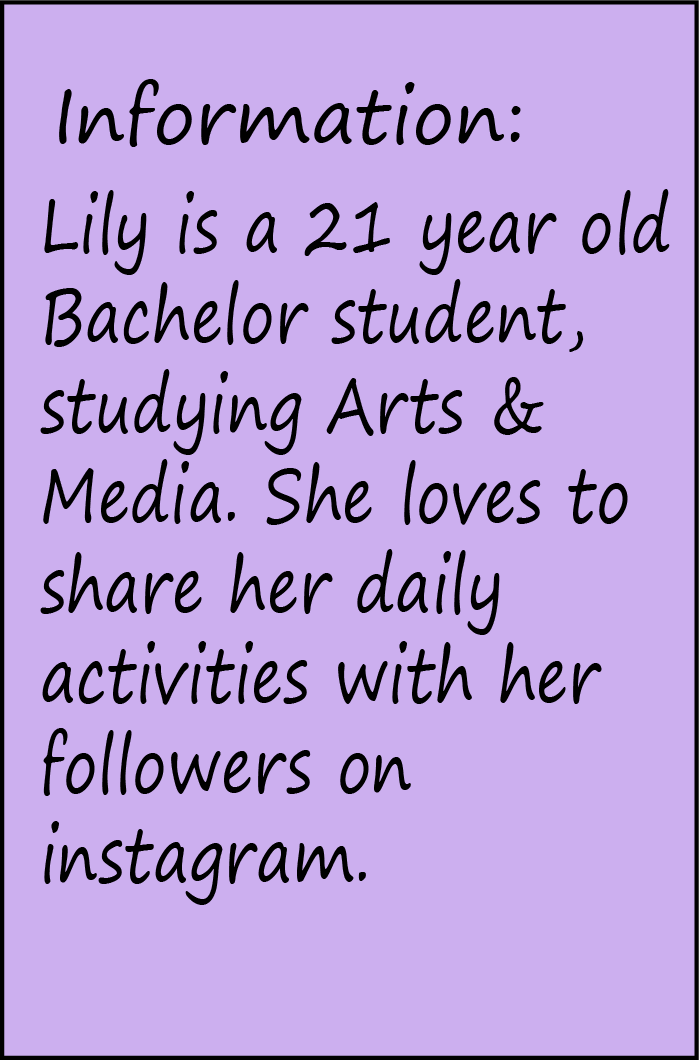 Information:
Lily is a 21 year old
Bachelor student,
studying Arts &
Media. She loves to
share her daily
activities with her
followers on
instagram.